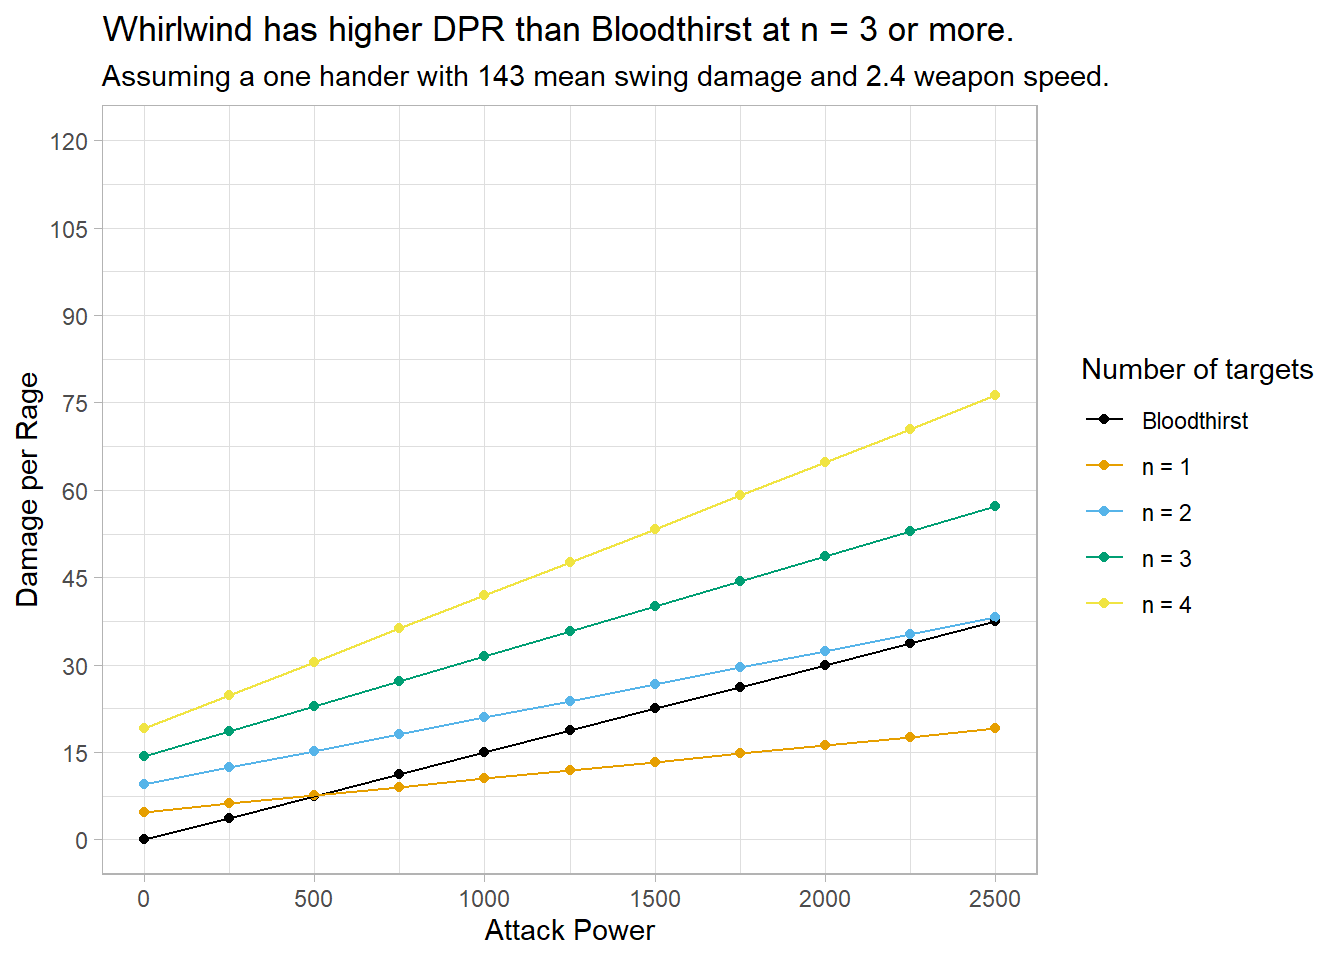 Whirlwind has higher DPR than Bloodthirst at n = 3 or more.
Assuming a one hander with 143 mean swing damage and 2.4 weapon speed.
120
105
90
75
60
45
30
15
0
Damage per Rage
0 500 1000 1500 2000 2500
Attack Power
Number of targets
Bloodthirst
n = 1
n = 2
n = 3
n = 4